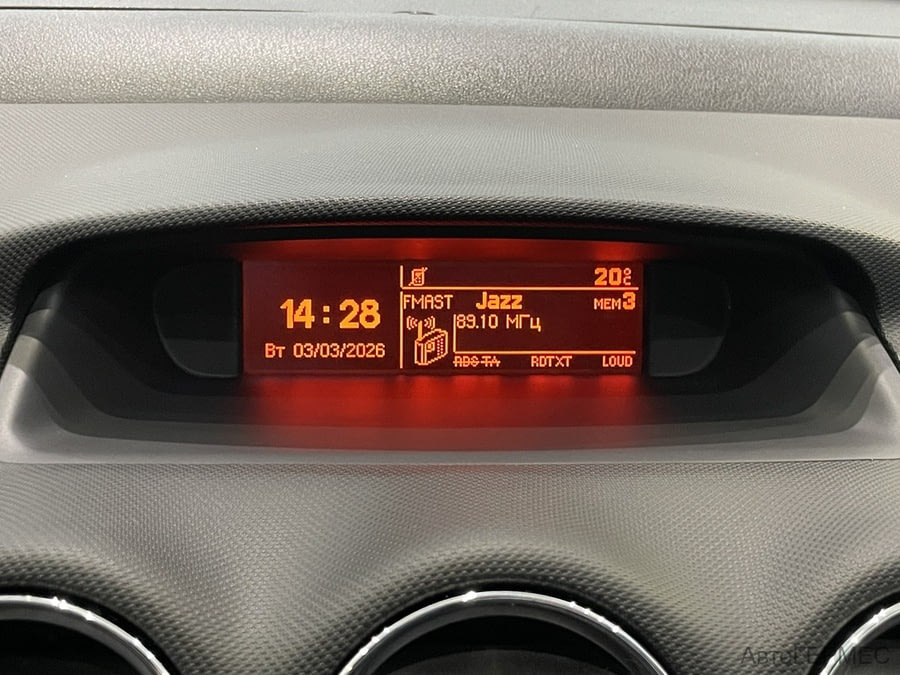 20°C
14:28
FMAST Jazz MEM3
89.10 МГц
Вт 03/03/2026
RDS TA RDTXT LOUD